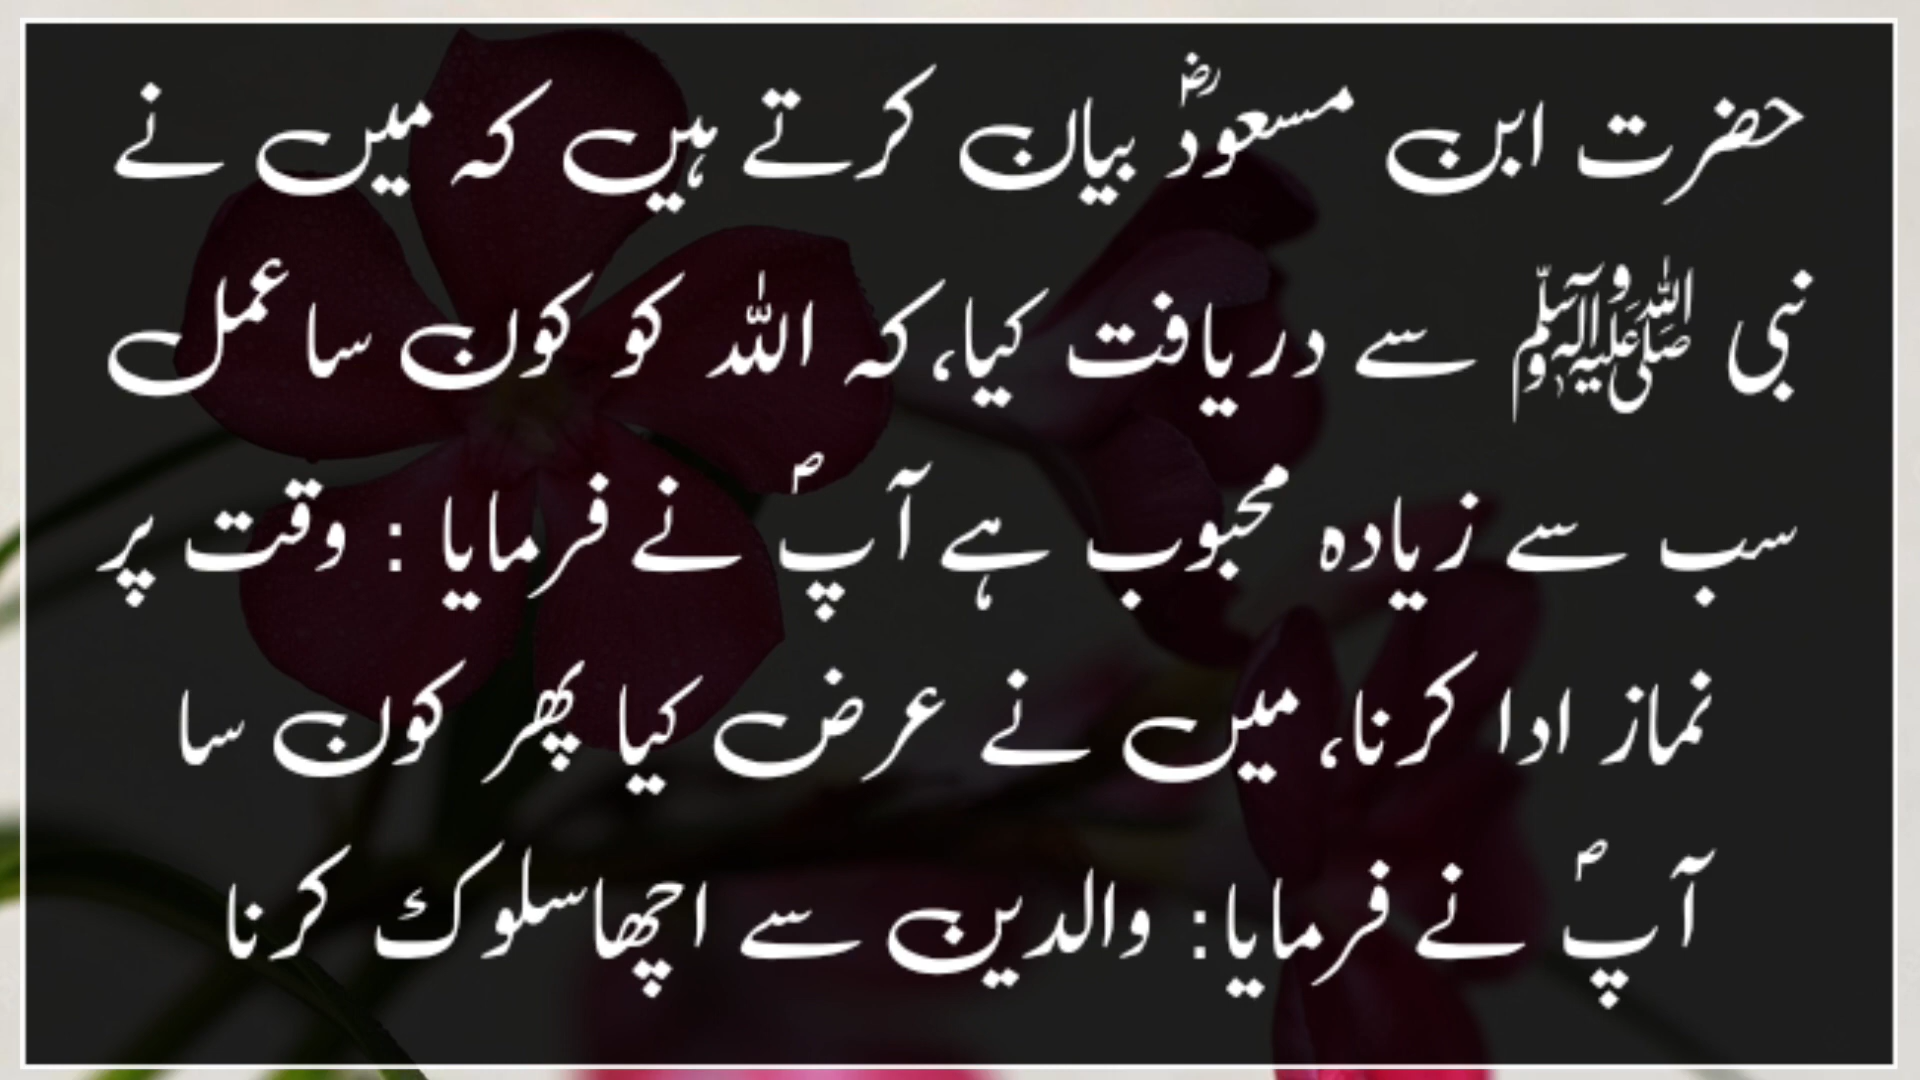 حضرت ابن مسعودؓ بیان کرتے ہیں کہ میں نے
نبی ﷺ سے دریافت کیا، کہ اللہ کو کون سا عمل
سب سے زیادہ محبوب ہے آپؐ نے فرمایا : وقت پر
نماز ادا کرنا، میں نے عرض کیا پھر کون سا
آپؐ نے فرمایا: والدین سے اچھاسلوک کرنا